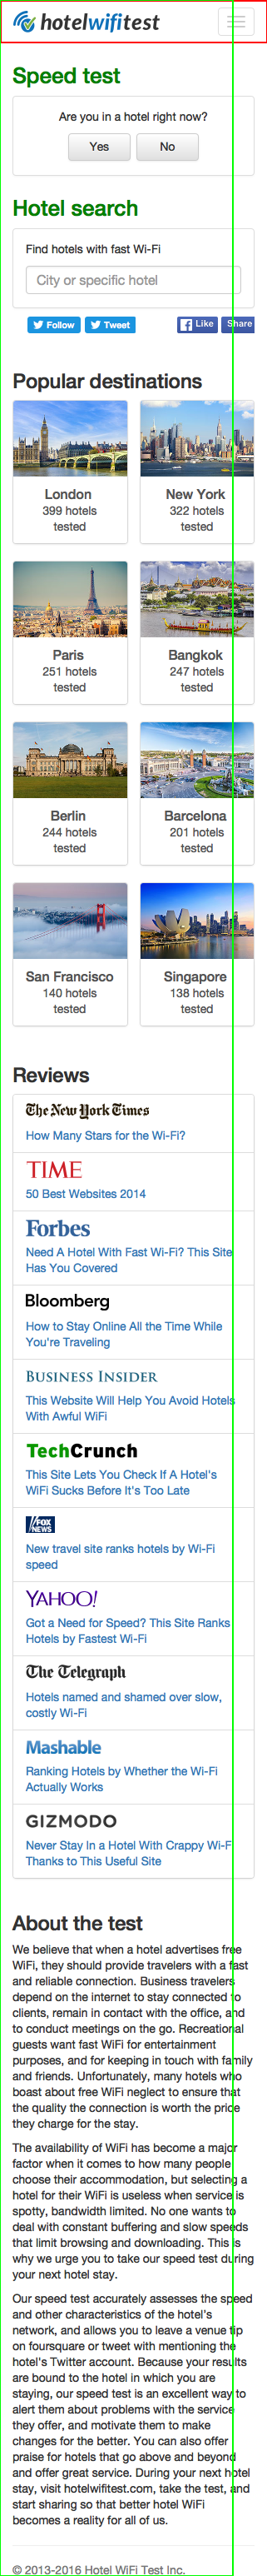 hotelwifitest
Speed test
Are you in a hotel right now?
Yes No
Hotel search
Find hotels with fast Wi-Fi
City or specific hotel
Follow Tweet Like Share
Popular destinations
London New York
399 hotels 322 hotels
tested tested
Paris Bangkok
251 hotels 247 hotels
tested tested
Berlin Barcelona
244 hotels 201 hotels
tested tested
San Francisco Singapore
140 hotels 138 hotels
tested tested
Reviews
The New York Times
How Many Stars for the Wi-Fi?
TIME
50 Best Websites 2014
Forbes
Need A Hotel With Fast Wi-Fi? This Site
Has You Covered
Bloomberg
How to Stay Online All the Time While
You're Traveling
BUSINESS INSIDER
This Website Will Help You Avoid Hotels
With Awful WiFi
TechCrunch
This Site Lets You Check If A Hotel's
WiFi Sucks Before It's Too Late
FOX
NEWS
New travel site ranks hotels by Wi-Fi
speed
YAHOO!
Got a Need for Speed? This Site Ranks
Hotels by Fastest Wi-Fi
The Telegraph
Hotels named and shamed over slow,
costly Wi-Fi
Mashable
Ranking Hotels by Whether the Wi-Fi
Actually Works
GIZMODO
Never Stay In a Hotel With Crappy Wi-F
Thanks to This Useful Site
About the test
We believe that when a hotel advertises free
WiFi, they should provide travelers with a fast
and reliable connection. Business travelers
depend on the internet to stay connected to
clients, remain in contact with the office, and
to conduct meetings on the go. Recreational
guests want fast WiFi for entertainment
purposes, and for keeping in touch with family
and friends. Unfortunately, many hotels who
boast about free WiFi neglect to ensure that
the quality the connection is worth the price
they charge for the stay.
The availability of WiFi has become a major
factor when it comes to how many people
choose their accommodation, but selecting a
hotel for their WiFi is useless when service is
spotty, bandwidth limited. No one wants to
deal with constant buffering and slow speeds
that limit browsing and downloading. This is
why we urge you to take our speed test during
your next hotel stay.
Our speed test accurately assesses the speed
and other characteristics of the hotel's
network, and allows you to leave a venue tip
on foursquare or tweet with mentioning the
hotel's Twitter account. Because your results
are bound to the hotel in which you are
staying, our speed test is an excellent way to
alert them about problems with the service
they offer, and motivate them to make
changes for the better. You can also offer
praise for hotels that go above and beyond
and offer great service. During your next hotel
stay, visit hotelwifitest.com, take the test, and
start sharing so that better hotel WiFi
becomes a reality for all of us.
© 2013-2016 Hotel WiFi Test Inc.